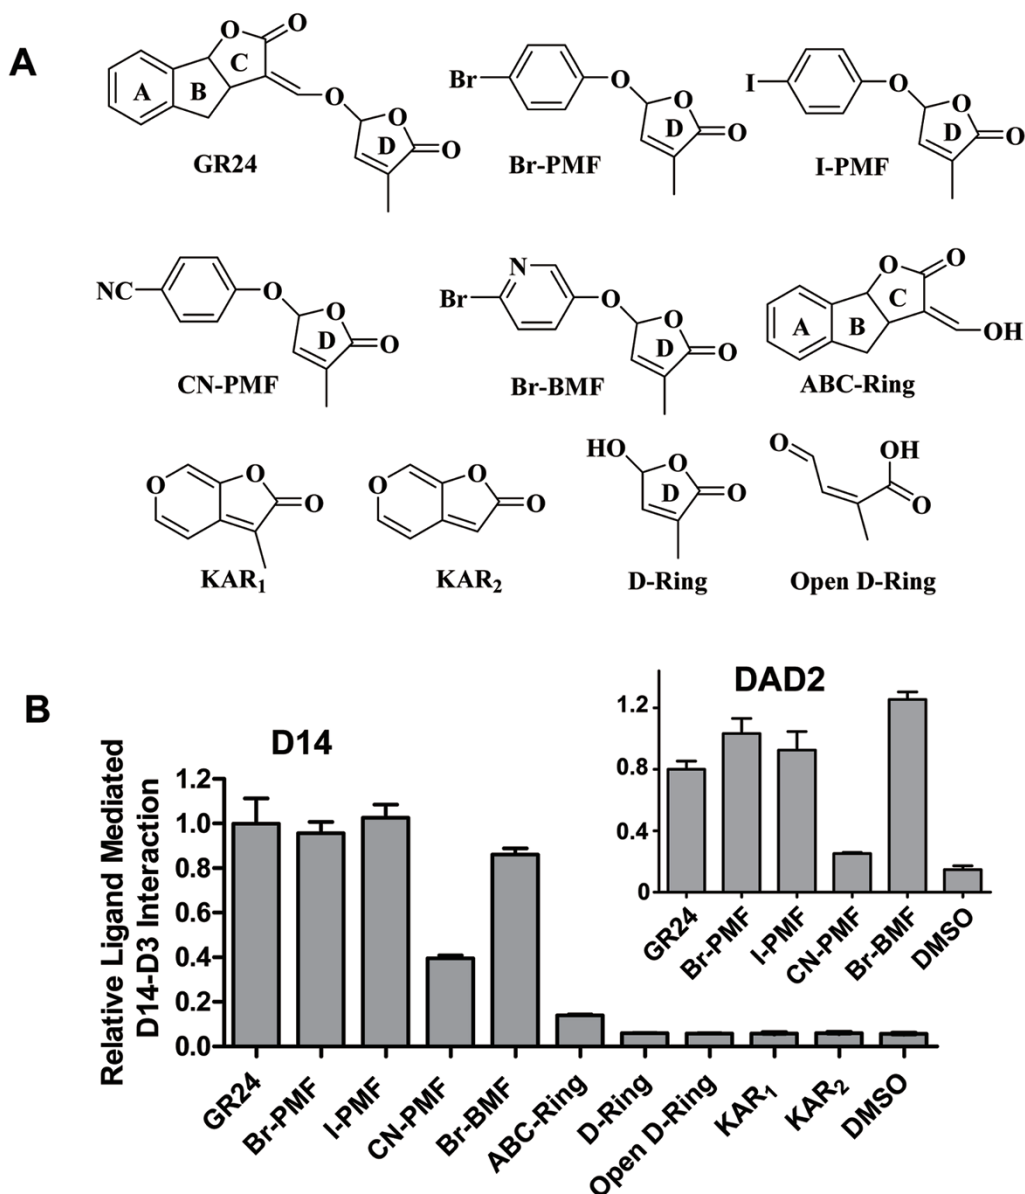 A
GR24
A
B
C
D
O
O
O
O
O
Br-PMF
Br
O
O
O
D
I-PMF
I
O
O
O
D
CN-PMF
NC
O
O
O
D
Br-BMF
Br
N
O
O
O
D
ABC-Ring
O
O
A
B
C
OH
KAR1
O
O
O
KAR2
O
O
O
D-Ring
HO
O
O
D
Open D-Ring
O
OH
O
B
D14
Relative Ligand Mediated
D14-D3 Interaction
1.2
1.0
0.8
0.6
0.4
0.2
0.0
GR24
Br-PMF
I-PMF
CN-PMF
Br-BMF
ABC-Ring
D-Ring
Open D-Ring
KAR1
KAR2
DMSO
DAD2
1.2
0.8
0.4
0
GR24
Br-PMF
I-PMF
CN-PMF
Br-BMF
DMSO